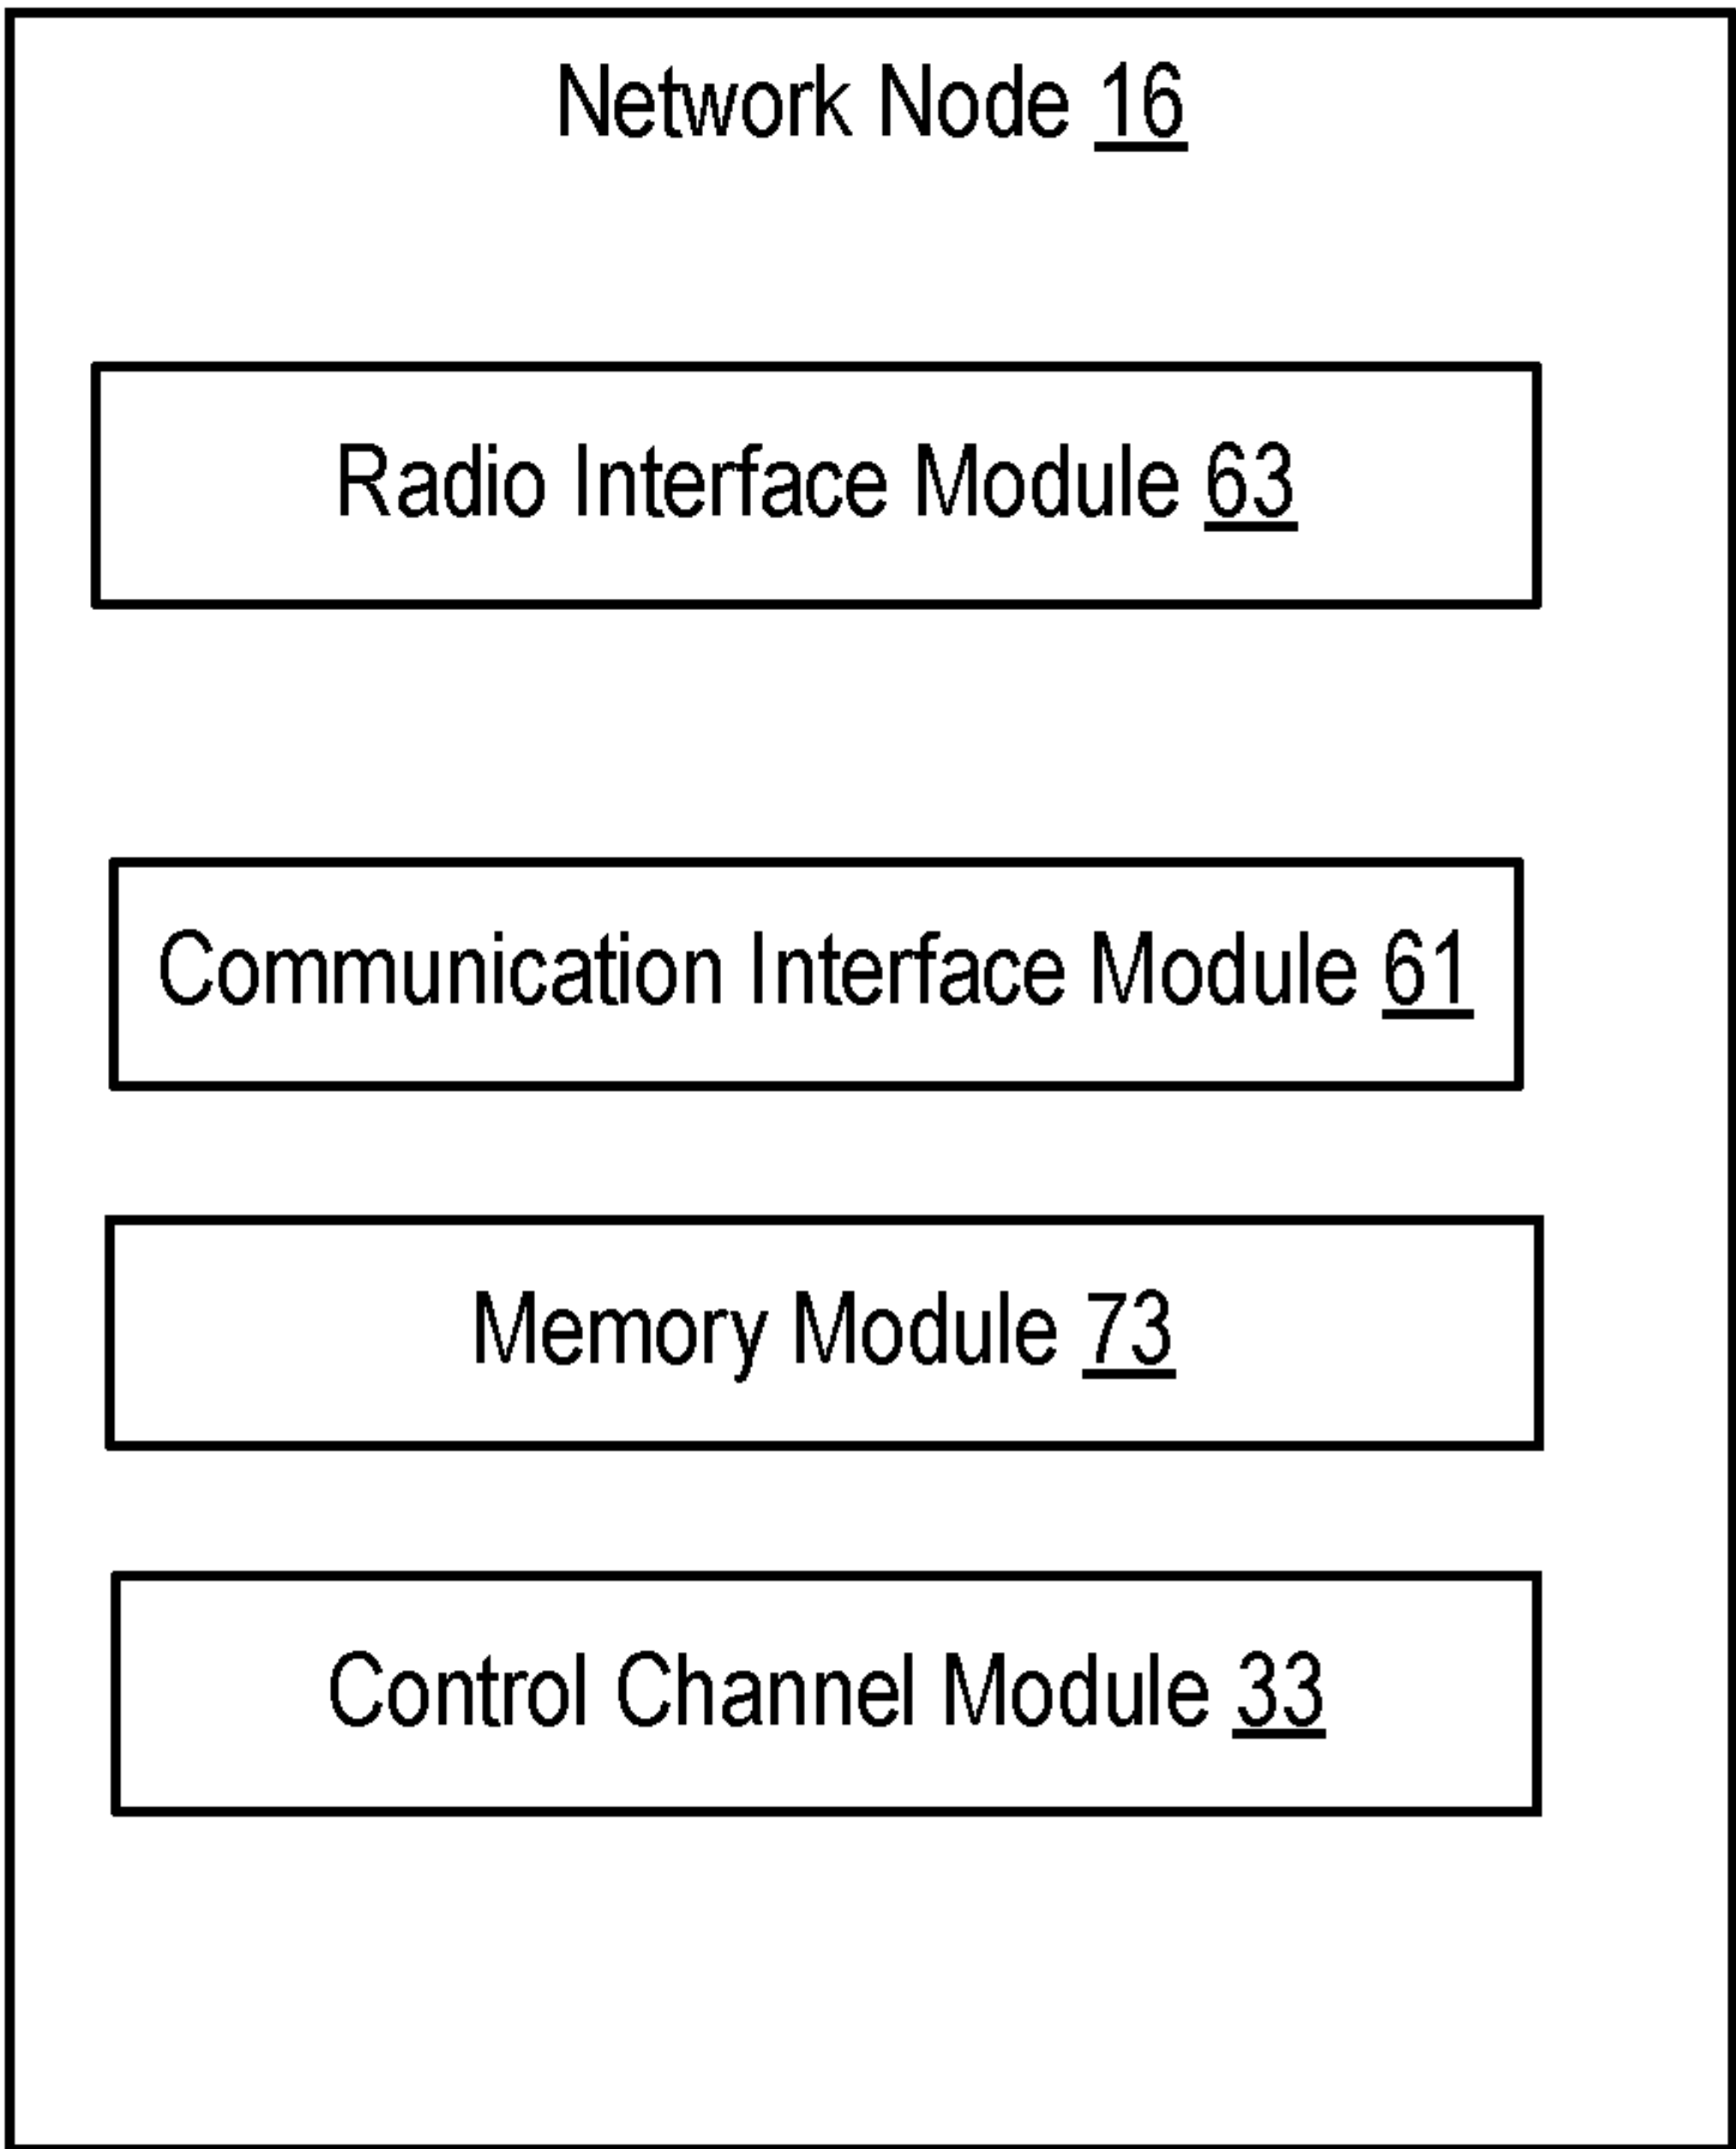 Network Node 16
Radio Interface Module 63
Communication Interface Module 61
Memory Module 73
Control Channel Module 33